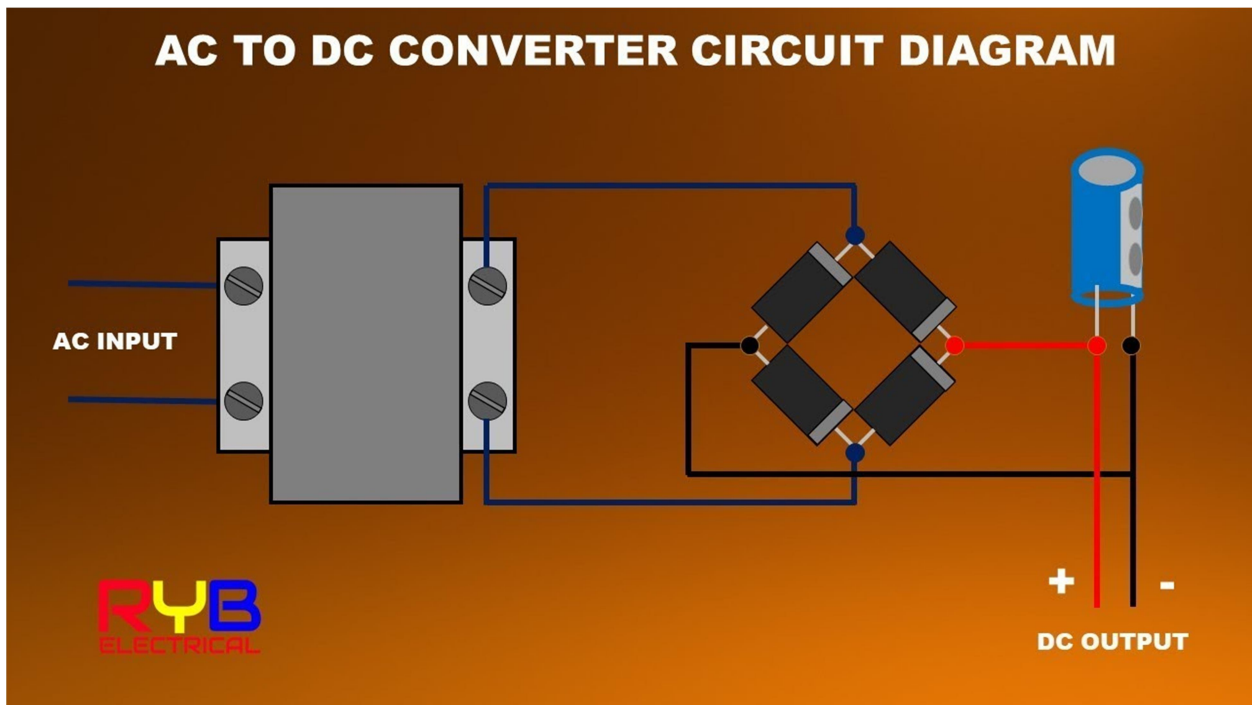 AC TO DC CONVERTER CIRCUIT DIAGRAM
AC INPUT
+ -
DC OUTPUT
RYB
ELECTRICAL